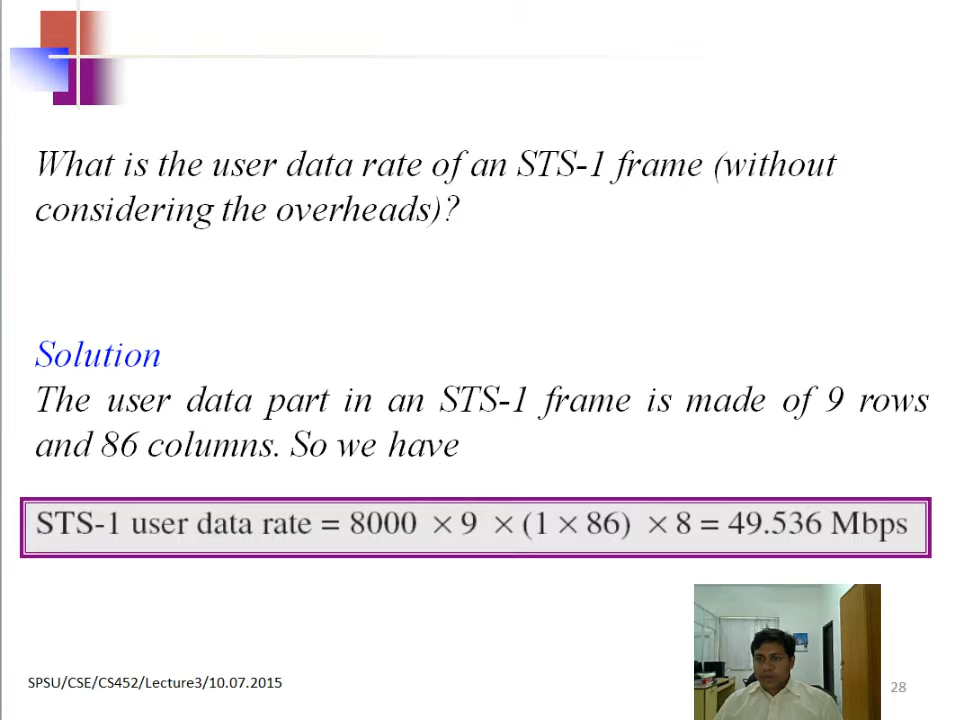 What is the user data rate of an STS-1 frame (without
considering the overheads)?
Solution
The user data part in an STS-1 frame is made of 9 rows
and 86 columns. So we have
STS-1 user data rate = 8000 × 9 × (1 × 86) × 8 = 49.536 Mbps
SPSU/CSE/CS452/Lecture3/10.07.2015
28